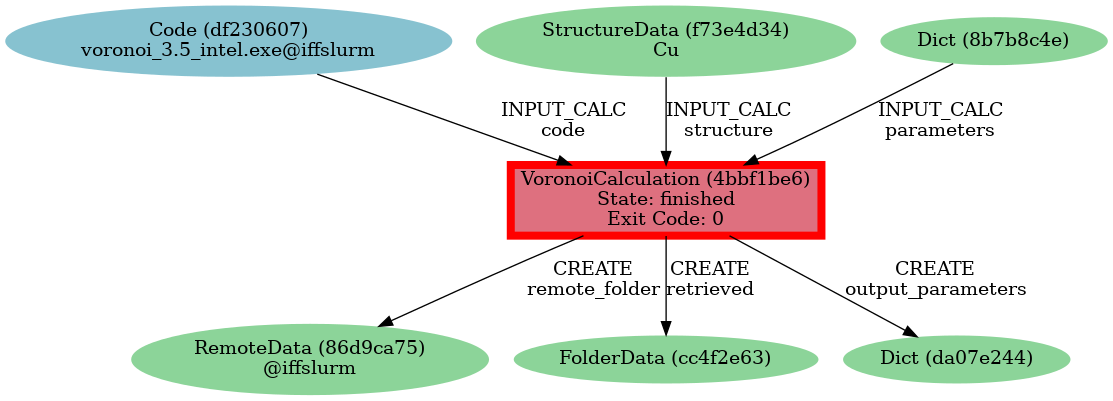 Code (df230607)
voronoi_3.5_intel.exe@iffslurm
StructureData (f73e4d34)
Cu
Dict (8b7b8c4e)
INPUT_CALC
code
INPUT_CALC
structure
INPUT_CALC
parameters
VoronoiCalculation (4bbf1be6)
State: finished
Exit Code: 0
CREATE
remote_folder
CREATE
retrieved
CREATE
output_parameters
RemoteData (86d9ca75)
@iffslurm
FolderData (cc4f2e63)
Dict (da07e244)